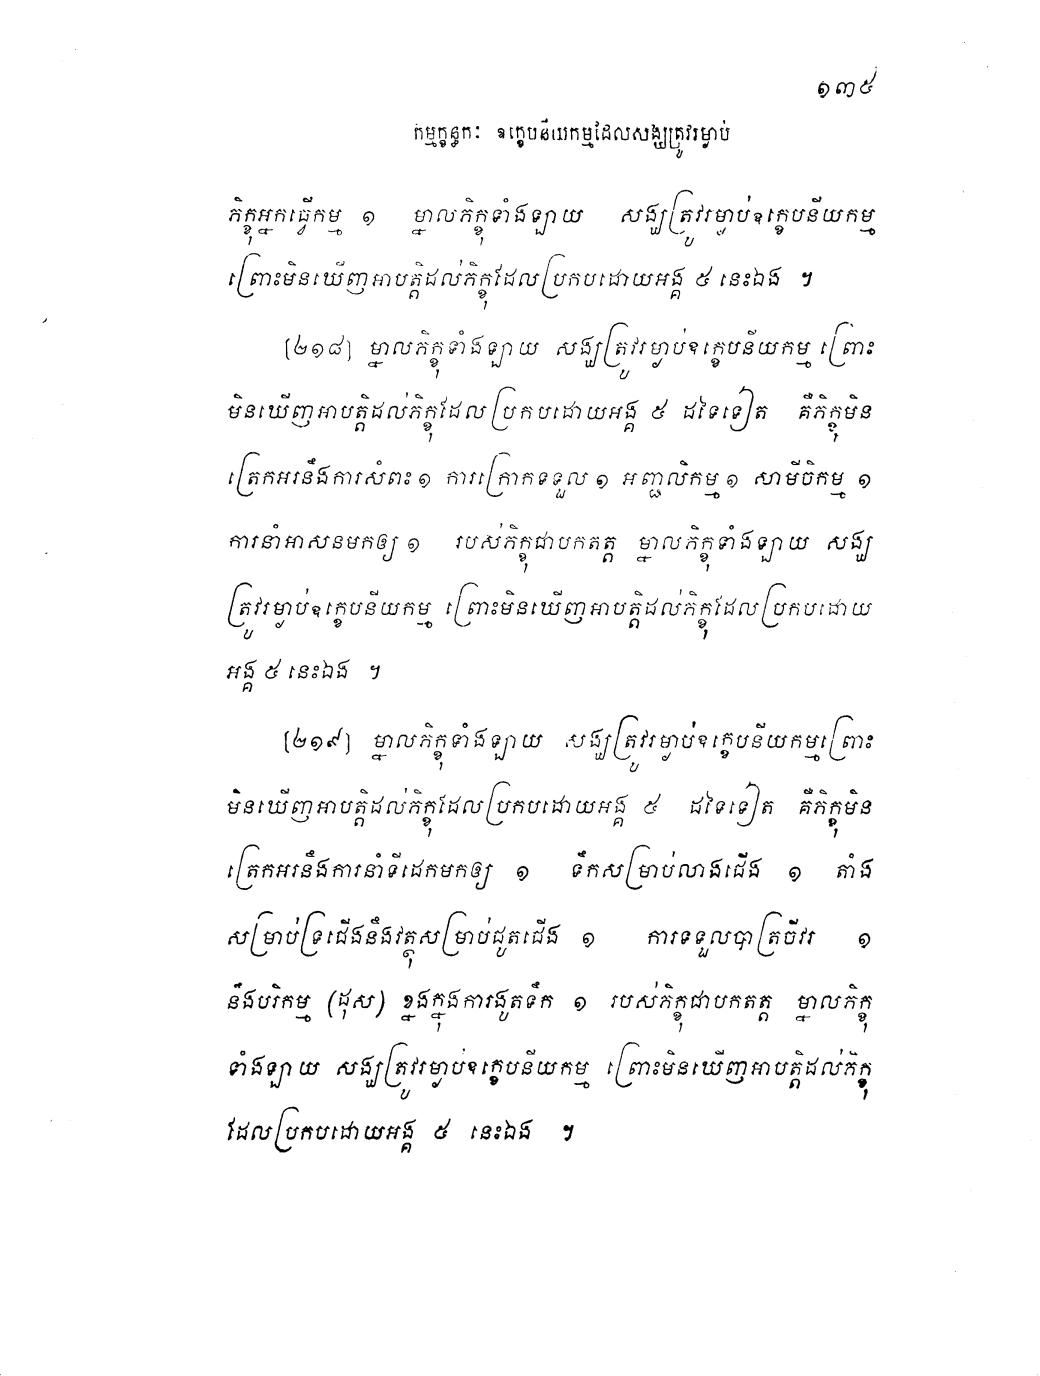 ១៣៥
កម្មក្ខន្ធកៈ ឧក្ខេបនីយកម្មដែលសង្ឃត្រូវរម្ងាប់
ភិក្ខុអ្នកធ្វើកម្ម ១ ម្នាលភិក្ខុទាំងឡាយ សង្ឃត្រូវរម្ងាប់ឧក្ខេបនីយកម្ម
ព្រោះមិនឃើញអាបត្តិដល់ភិក្ខុដែលប្រកបដោយអង្គ ៥ នេះឯង ។
[២១៨] ម្នាលភិក្ខុទាំងឡាយ សង្ឃត្រូវរម្ងាប់ឧក្ខេបនីយកម្ម ព្រោះ
មិនឃើញអាបត្តិដល់ភិក្ខុដែលប្រកបដោយអង្គ ៥ ដទៃទៀត គឺភិក្ខុមិន
ត្រេកអរនឹងការសំពះ ១ ការក្រោកទទួល ១ អញ្ជលិកម្ម ១ សាមីចិកម្ម ១
ការនាំអាសនមកឲ្យ ១ របស់ភិក្ខុជាបកតត្ត ម្នាលភិក្ខុទាំងឡាយ សង្ឃ
ត្រូវរម្ងាប់ឧក្ខេបនីយកម្ម ព្រោះមិនឃើញអាបត្តិដល់ភិក្ខុដែលប្រកបដោយ
អង្គ ៥ នេះឯង ។
[២១៩] ម្នាលភិក្ខុទាំងឡាយ សង្ឃត្រូវរម្ងាប់ឧក្ខេបនីយកម្មព្រោះ
មិនឃើញអាបត្តិដល់ភិក្ខុដែលប្រកបដោយអង្គ ៥ ដទៃទៀត គឺភិក្ខុមិន
ត្រេកអរនឹងការនាំទីដេកមកឲ្យ ១ ទឹកសម្រាប់លាងជើង ១ តាំង
សម្រាប់ទ្រជើងនឹងវត្ថុសម្រាប់ជូតជើង ១ ការទទួលបាត្រចីវរ ១
នឹងបរិកម្ម (ដុស) ខ្នងក្នុងការងូតទឹក ១ របស់ភិក្ខុជាបកតត្ត ម្នាលភិក្ខុ
ទាំងឡាយ សង្ឃត្រូវរម្ងាប់ឧក្ខេបនីយកម្ម ព្រោះមិនឃើញអាបត្តិដល់ភិក្ខុ
ដែលប្រកបដោយអង្គ ៥ នេះឯង ។